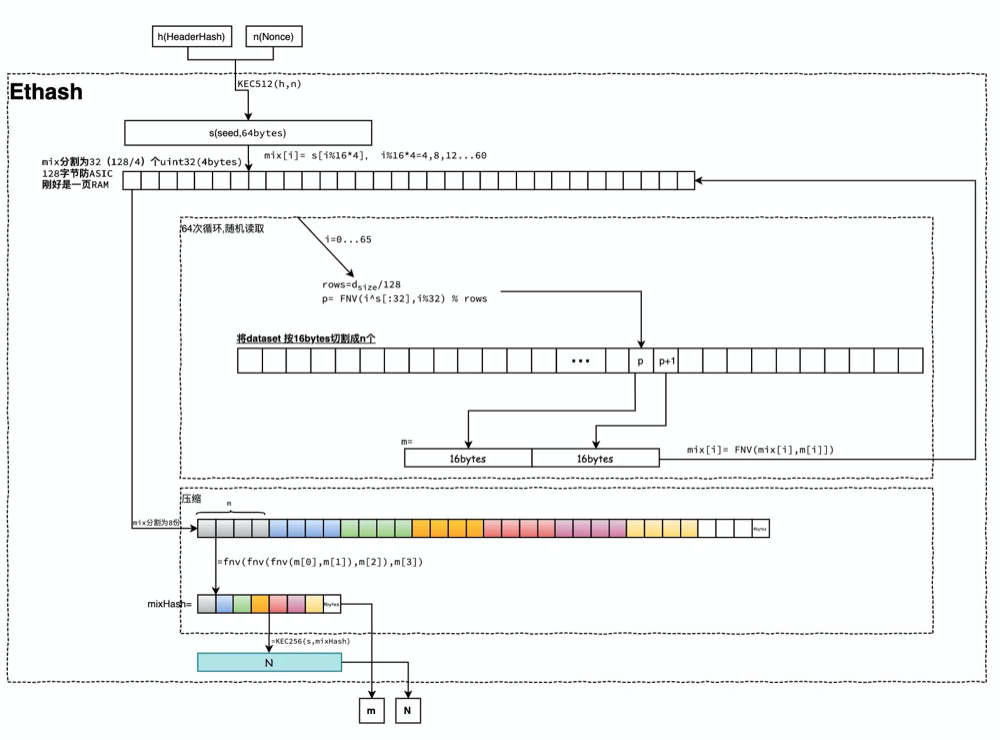 h(HeaderHash)
n(Nonce)
KEC512(h,n)
Ethash
s(seed,64bytes)
mix[i]= s[i%16*4], i%16*4=4,8,12...60
mix分割为32（128/4）个uint32(4bytes)
128字节防ASIC
刚好是一页RAM
64次循环,随机读取
i=0...65
rows=dsize/128
p= FNV(i^s[:32],i%32) % rows
将dataset 按16bytes切割成n个
...
p
p+1
m=
16bytes
16bytes
mix[i]= FNV(mix[i],m[i]])
压缩
m
mix分割为8份
4bytes
=fnv(fnv(fnv(m[0],m[1]),m[2]),m[3])
mixHash=
4bytes
=KEC256(s,mixHash)
N
m
N